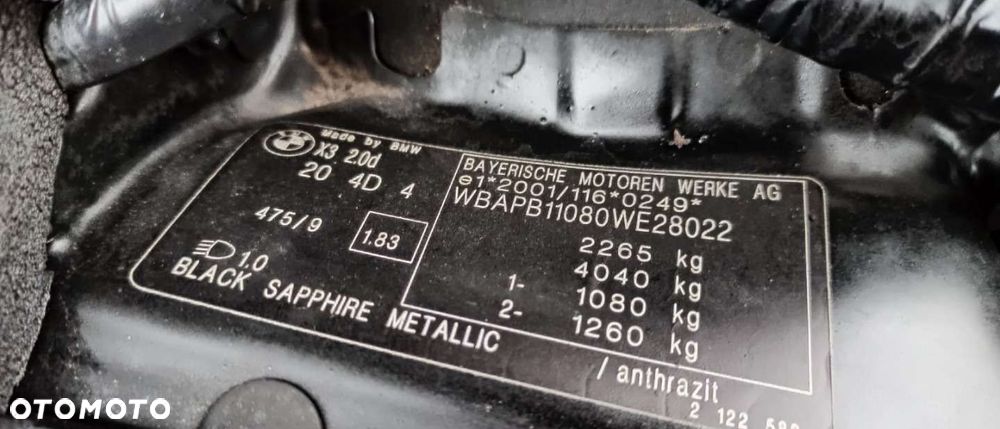 Made by BMW
X3 2.0d
20 4D 4
475/9
1.83
1.0
BLACK SAPPHIRE METALLIC
BAYERISCHE MOTOREN WERKE AG
e1*2001/116*0249*
WBAPB11080WE28022
2265 kg
4040 kg
1- 1080 kg
2- 1260 kg
/ anthrazit
2 122
OTOMOTO